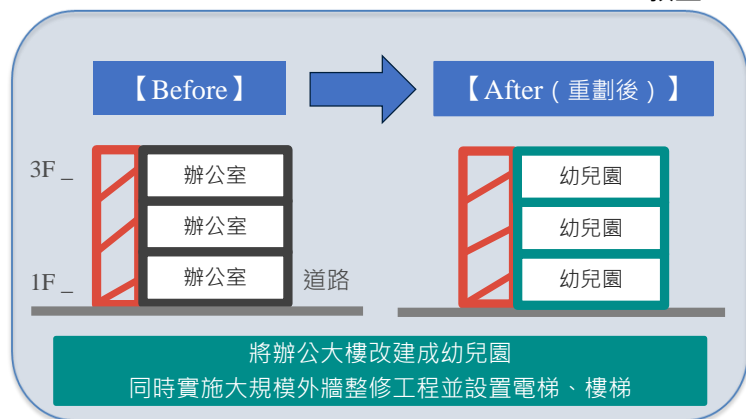 【Before】
【After（重劃後）】
3F _
辦公室
幼兒園
辦公室
幼兒園
1F _
辦公室
道路
幼兒園
將辦公大樓改建成幼兒園
同時實施大規模外牆整修工程並設置電梯、樓梯